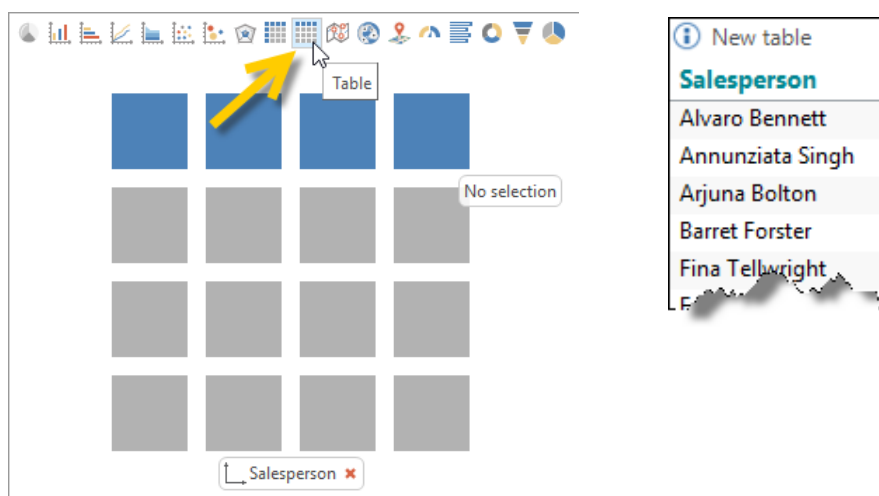 Table
No selection
Salesperson
New table
Salesperson
Alvaro Bennett
Annunziata Singh
Arjuna Bolton
Barret Forster
Fina Tellwright